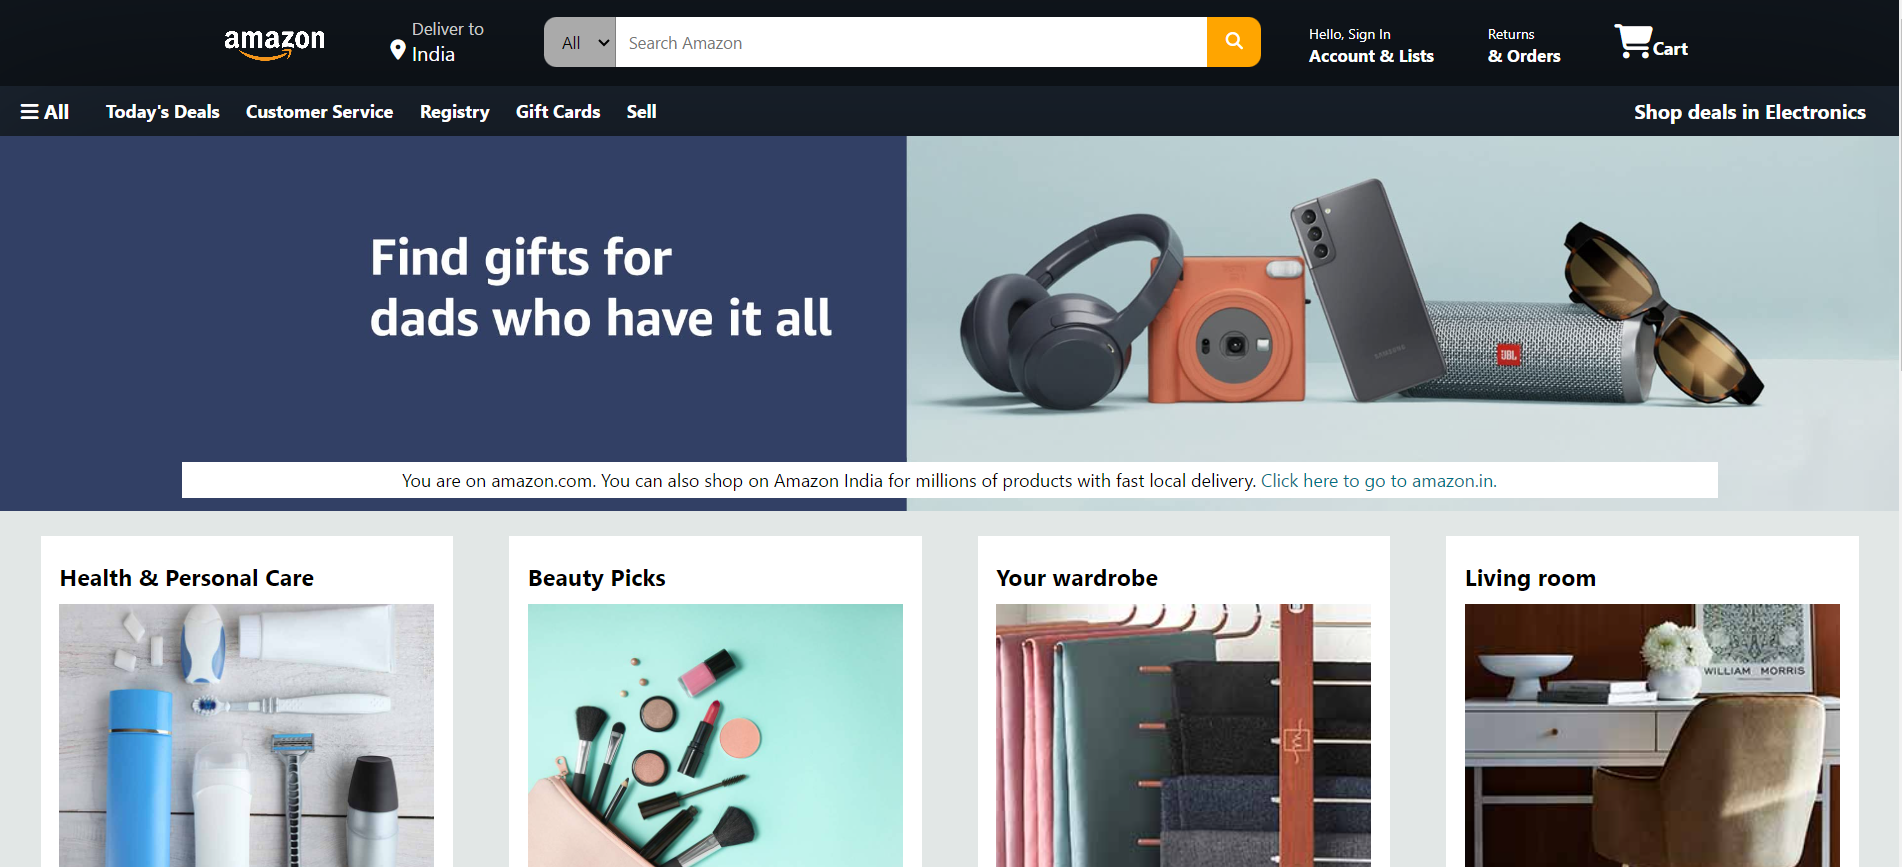 amazon
Deliver to
India
All
Search Amazon
Hello, Sign In
Account & Lists
Returns
& Orders
Cart
All
Today's Deals
Customer Service
Registry
Gift Cards
Sell
Shop deals in Electronics
Find gifts for
dads who have it all
SAMSUNG
JBL
You are on amazon.com. You can also shop on Amazon India for millions of products with fast local delivery. Click here to go to amazon.in.
Health & Personal Care
Beauty Picks
Your wardrobe
Living room
WILLIAM MORRIS